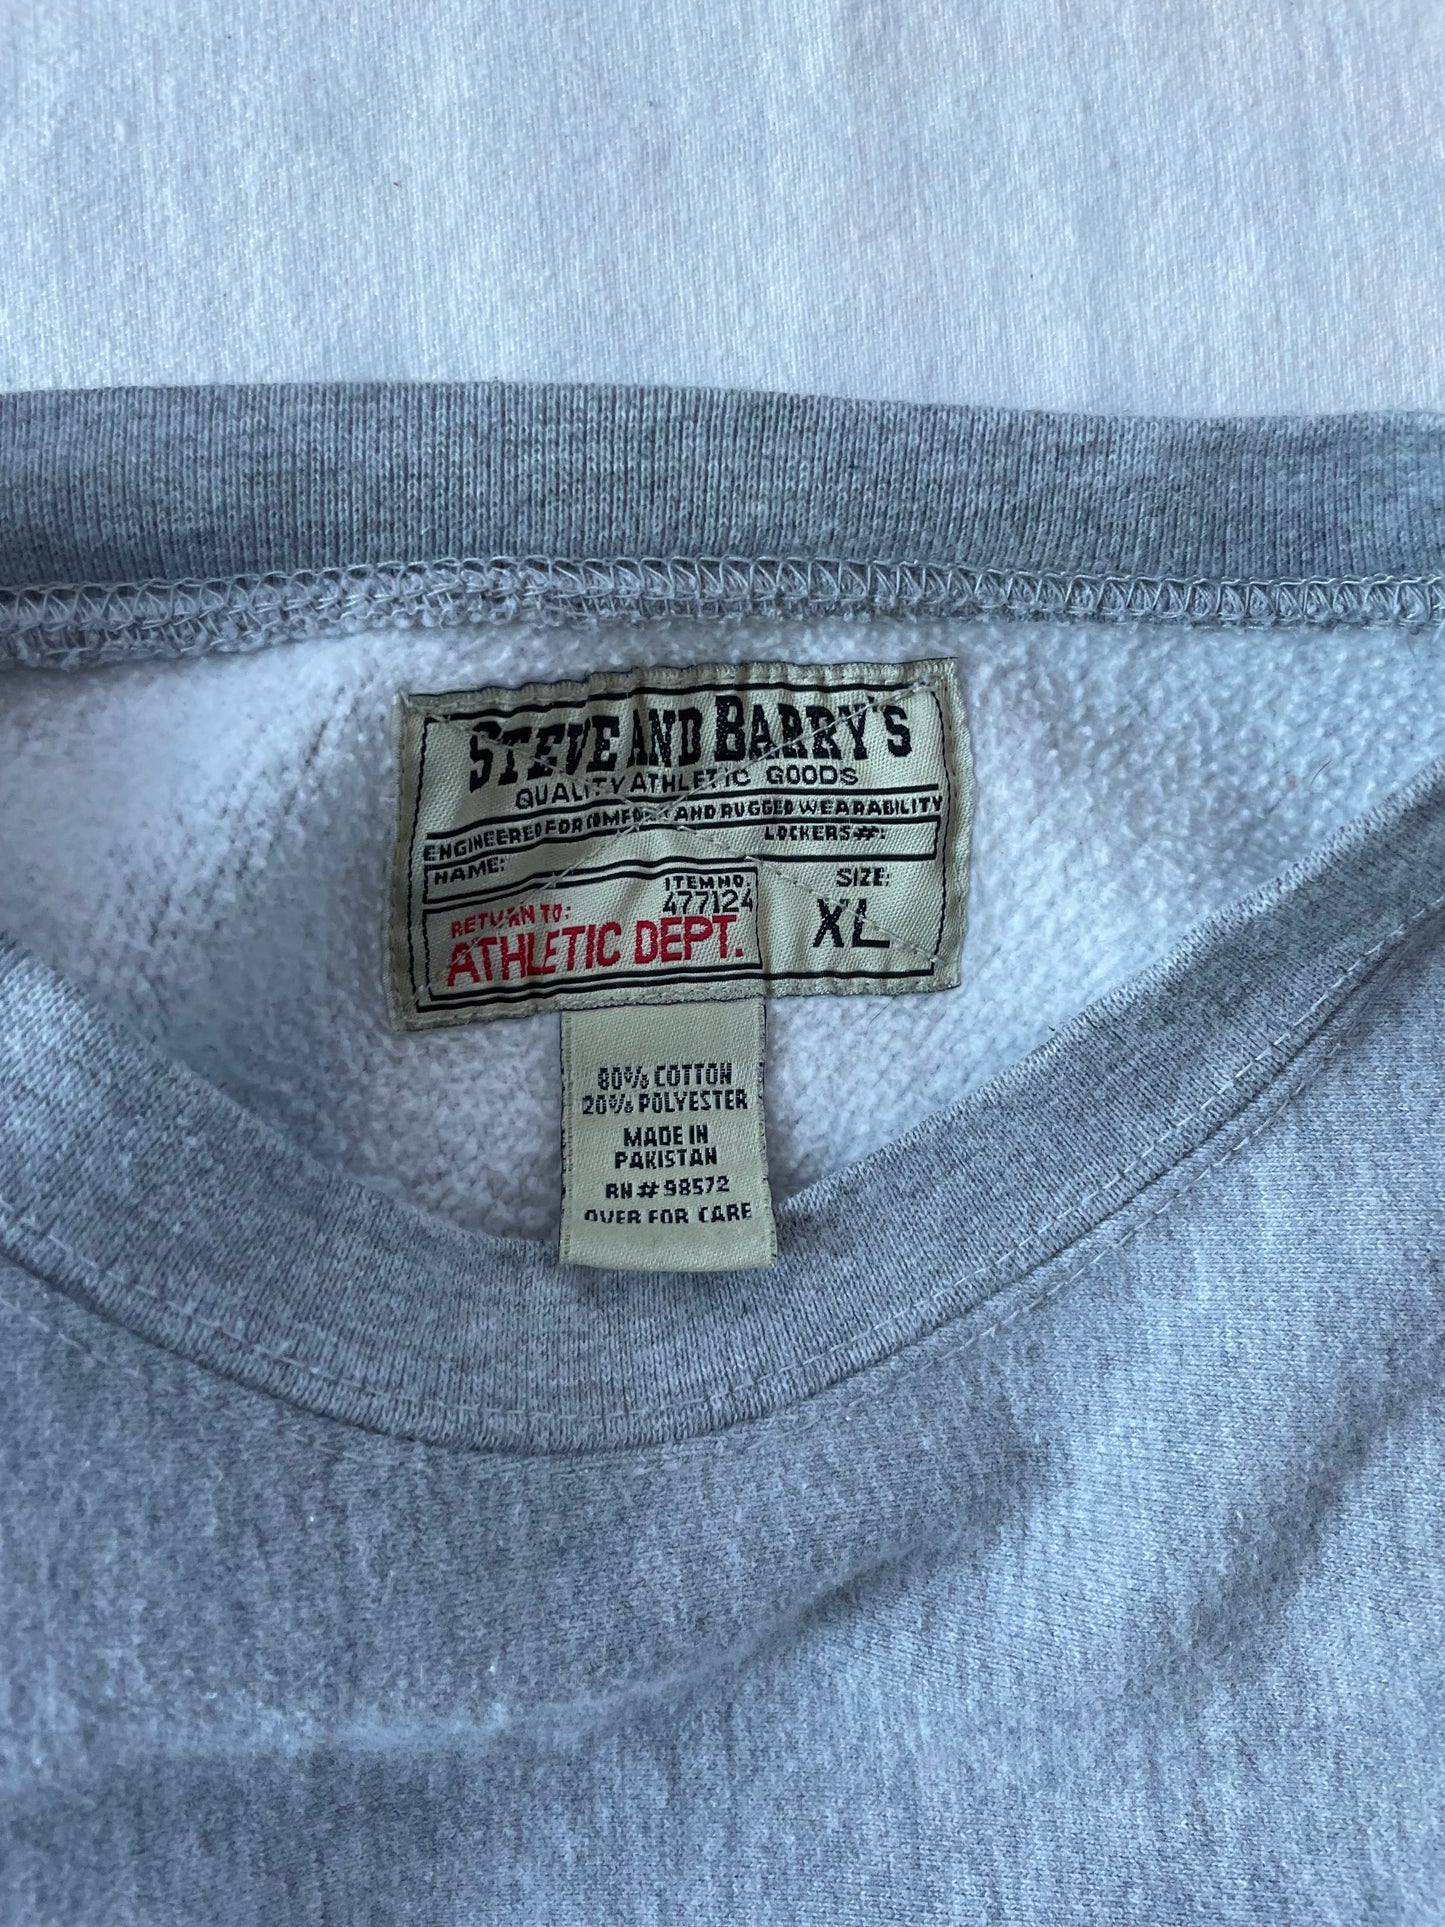 STEVE AND BARRY'S
QUALITY ATHLETIC GOODS
ENGINEERED FOR COMFORT AND RUGGED WEARABILITY
NAME: LOCKERS#:
RETURN TO: ITEM NO. SIZE:
477124
ATHLETIC DEPT. XL
80% COTTON
20% POLYESTER
MADE IN
PAKISTAN
RN# 98572
OVER FOR CARE